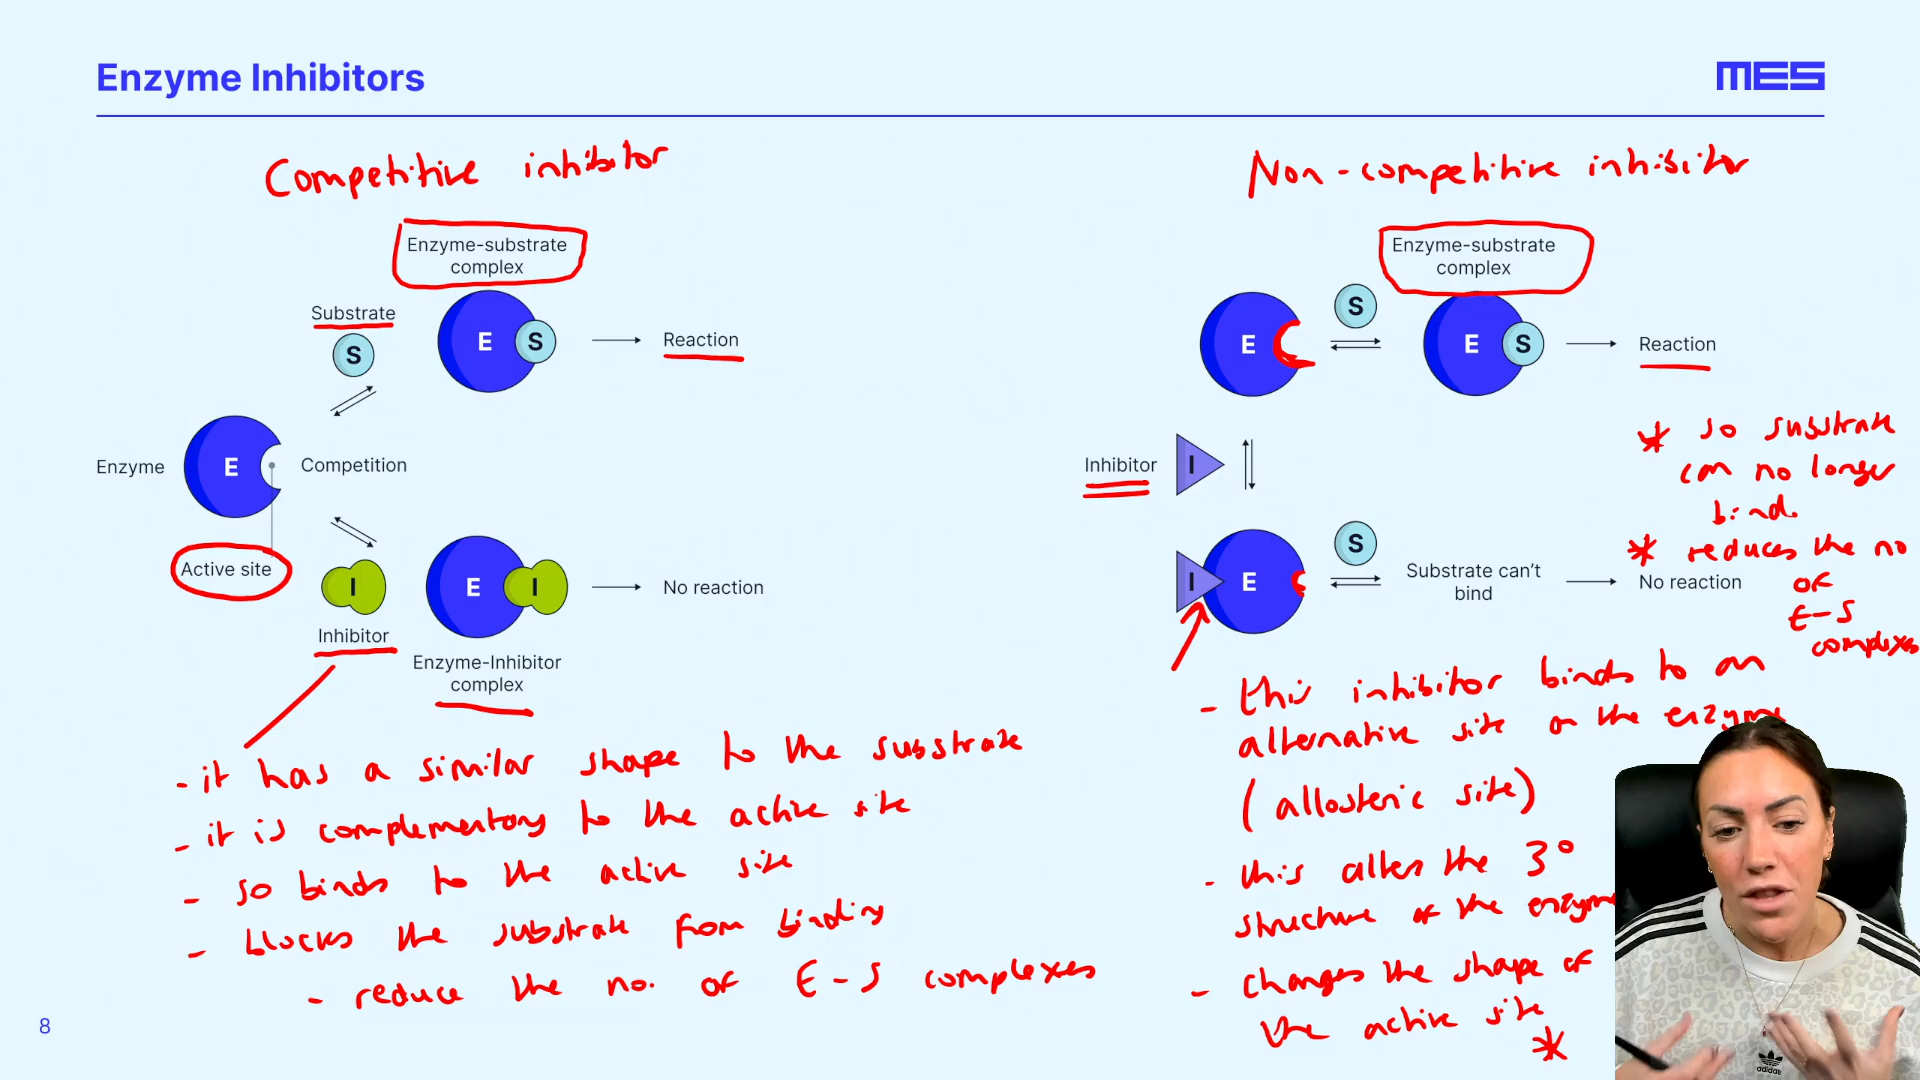 Enzyme Inhibitors
MES
Competitive inhibitor
Enzyme-substrate
complex
Substrate
S
E
S
Reaction
Enzyme
E
Competition
Active site
I
E
I
No reaction
Inhibitor
Enzyme-Inhibitor
complex
- it has a similar shape to the substrate
- it is complementary to the active site
- so binds to the active site
- blocks the substrate from binding
- reduce the no. of E-S complexes
Non-competitive inhibitor
Enzyme-substrate
complex
S
E
E
S
Reaction
Inhibitor
I
I
E
S
Substrate can't
bind
No reaction
* so substrate
can no longer
bind.
* reduces the no
of
E-S
complexes
- this inhibitor binds to an
alternative site on the enzyme
(allosteric site)
- this alters the 3°
structure of the enzyme
- changes the shape of
the active site
*
adidas
8